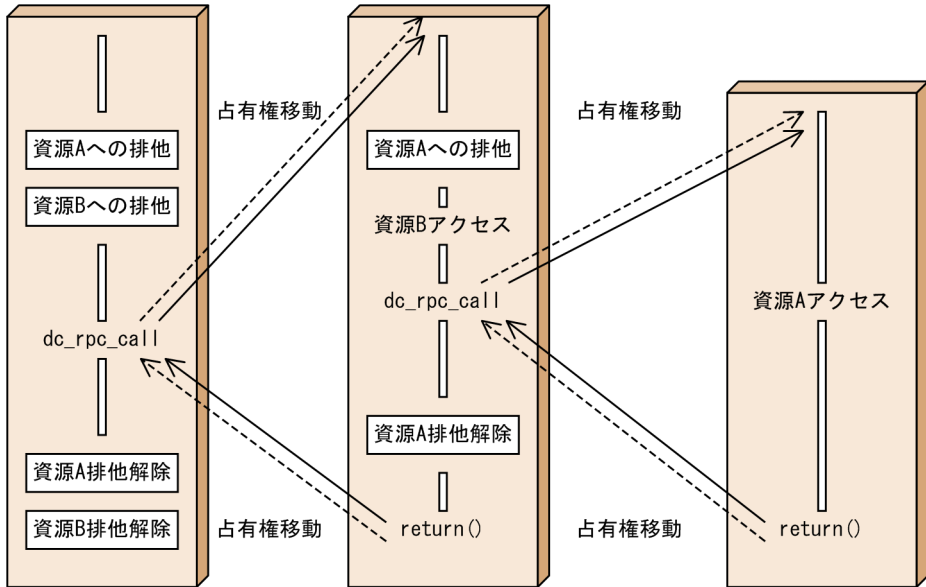 資源Aへの排他
資源Bへの排他
dc_rpc_call
資源A排他解除
資源B排他解除
占有権移動
占有権移動
資源Aへの排他
資源Bアクセス
dc_rpc_call
資源A排他解除
return()
占有権移動
占有権移動
資源Aアクセス
return()